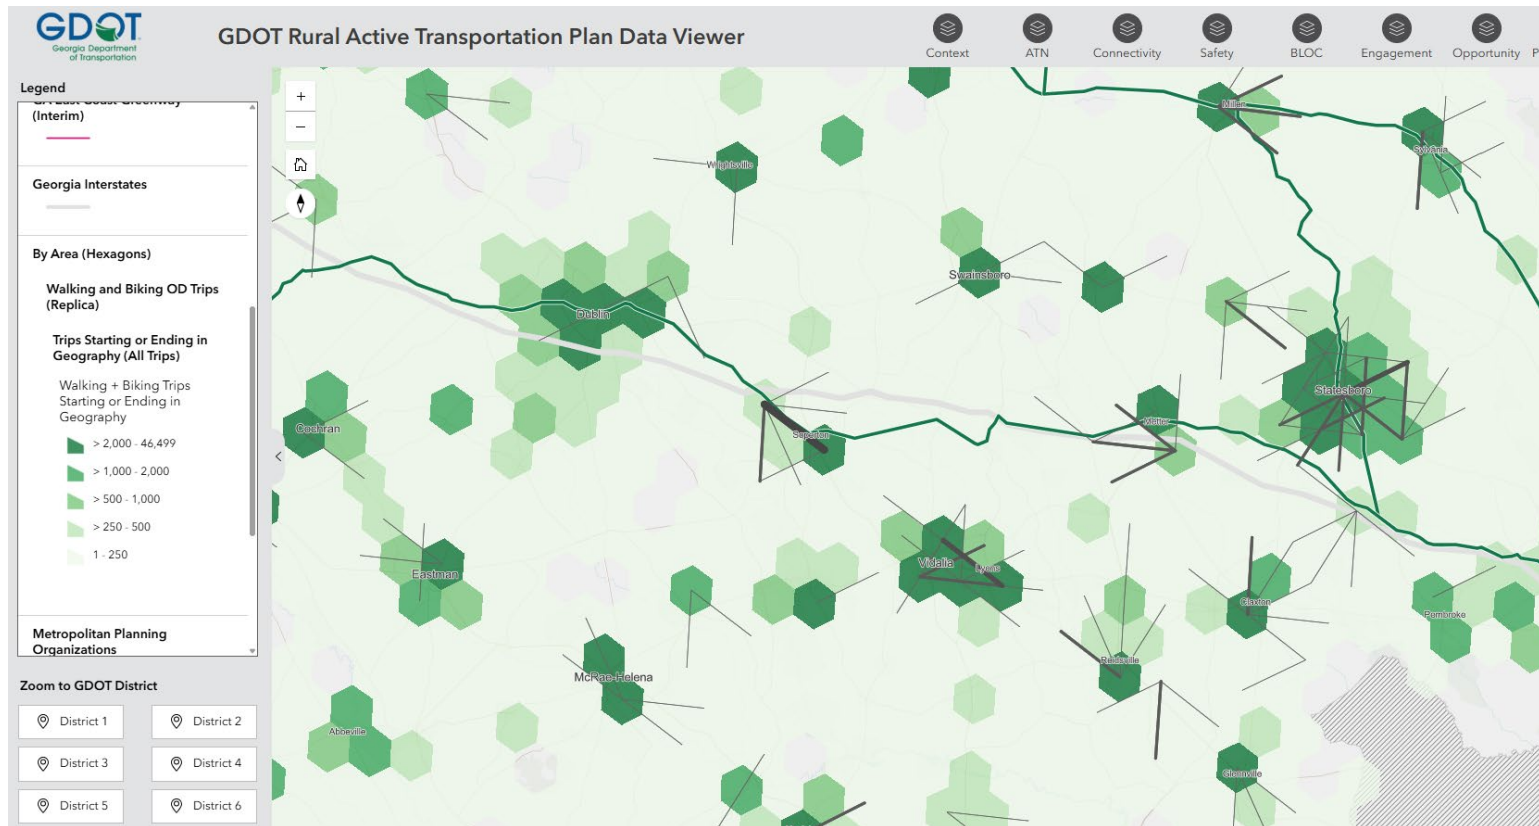 GDOT
Georgia Department
of Transportation
GDOT Rural Active Transportation Plan Data Viewer
Context
ATN
Connectivity
Safety
BLOC
Engagement
Opportunity
P
Legend
GA East Coast Greenway
(Interim)
Georgia Interstates
By Area (Hexagons)
Walking and Biking OD Trips
(Replica)
Trips Starting or Ending in
Geography (All Trips)
Walking + Biking Trips
Starting or Ending in
Geography
> 2,000 - 46,499
> 1,000 - 2,000
> 500 - 1,000
> 250 - 500
1 - 250
Metropolitan Planning
Organizations
Zoom to GDOT District
District 1
District 2
District 3
District 4
District 5
District 6
+
−
Millen
Sylvania
Wrightsville
Swainsboro
Dublin
Statesboro
Cochran
Soperton
Metter
Vidalia
Lyons
Eastman
Claxton
Pembroke
Reidsville
McRae-Helena
Abbeville
Glennville